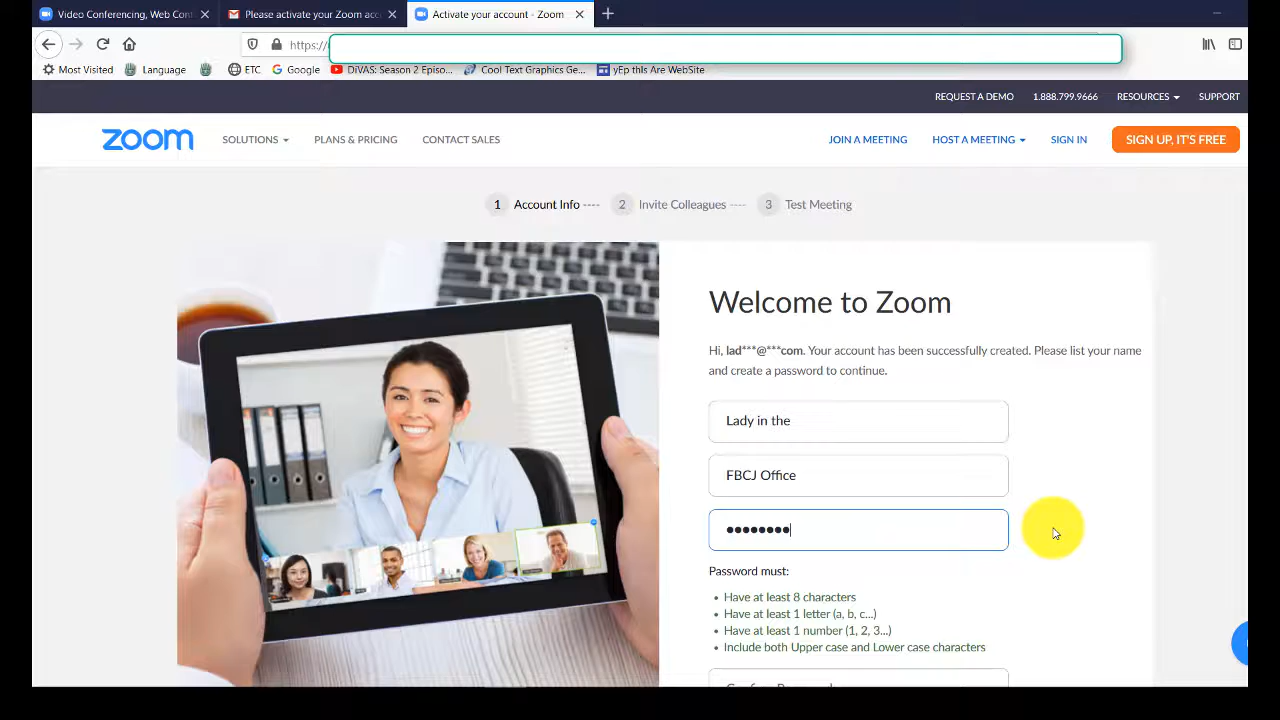 Video Conferencing, Web Con
Please activate your Zoom acc
Activate your account - Zoom
https://
Most Visited
Language
ETC
Google
DiVAS: Season 2 Episo...
Cool Text Graphics Ge...
yEp thIs Are WebSite
REQUEST A DEMO
1.888.799.9666
RESOURCES
SUPPORT
zoom
SOLUTIONS
PLANS & PRICING
CONTACT SALES
JOIN A MEETING
HOST A MEETING
SIGN IN
SIGN UP, IT'S FREE
1 Account Info ----
2 Invite Colleagues ----
3 Test Meeting
Welcome to Zoom
Hi, lad***@***com. Your account has been successfully created. Please list your name
and create a password to continue.
Lady in the
FBCJ Office
••••••••
Password must:
• Have at least 8 characters
• Have at least 1 letter (a, b, c...)
• Have at least 1 number (1, 2, 3...)
• Include both Upper case and Lower case characters